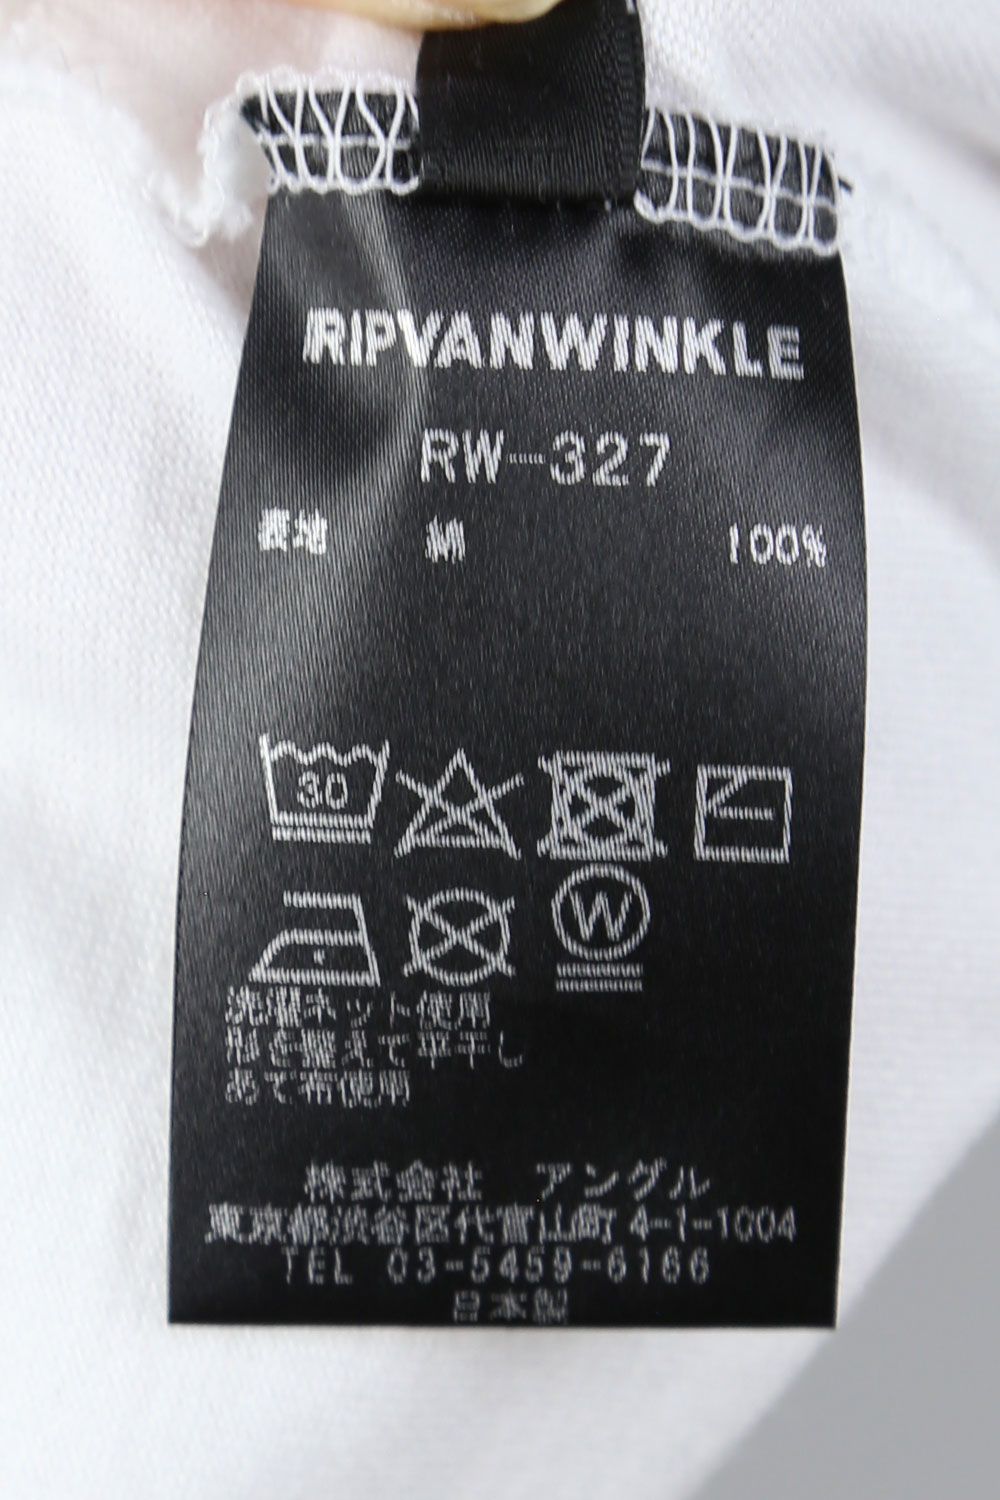 RIPVANWINKLE
RW-327
表地 綿 100%
30
W
洗濯ネット使用
形を整えて平干し
あて布使用
株式会社 アングル
東京都渋谷区代官山町4-1-1004
TEL 03-5459-6166
日本製